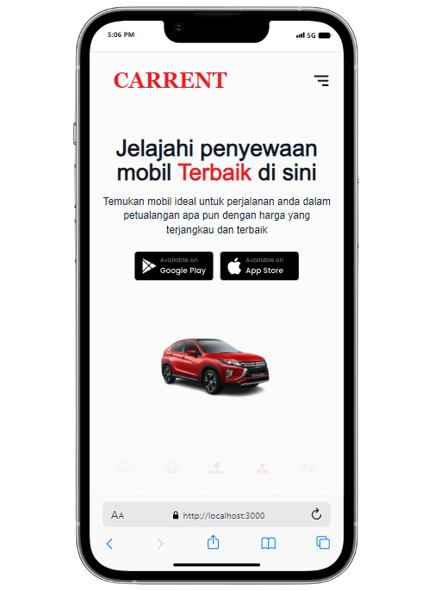 5:06 PM
5G
CARRENT
Jelajahi penyewaan
mobil Terbaik di sini
Temukan mobil ideal untuk perjalanan anda dalam
petualangan apa pun dengan harga yang
terjangkau dan terbaik
Available on
Google Play
Available on
App Store
AA
http://localhost:3000